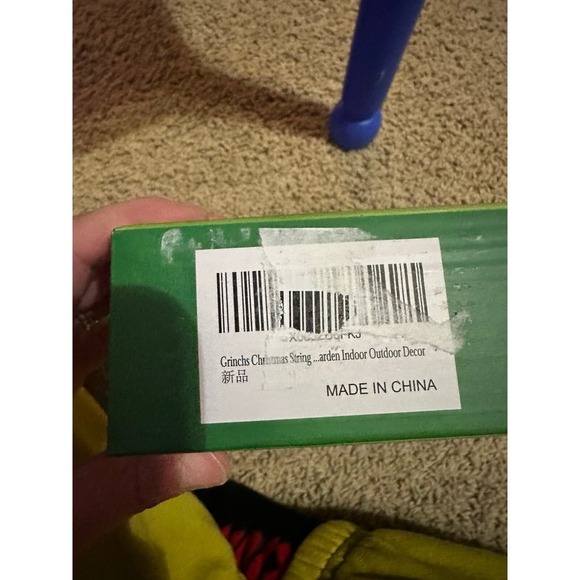 Grinchs Christmas String ...arden Indoor Outdoor Decor
新品
MADE IN CHINA